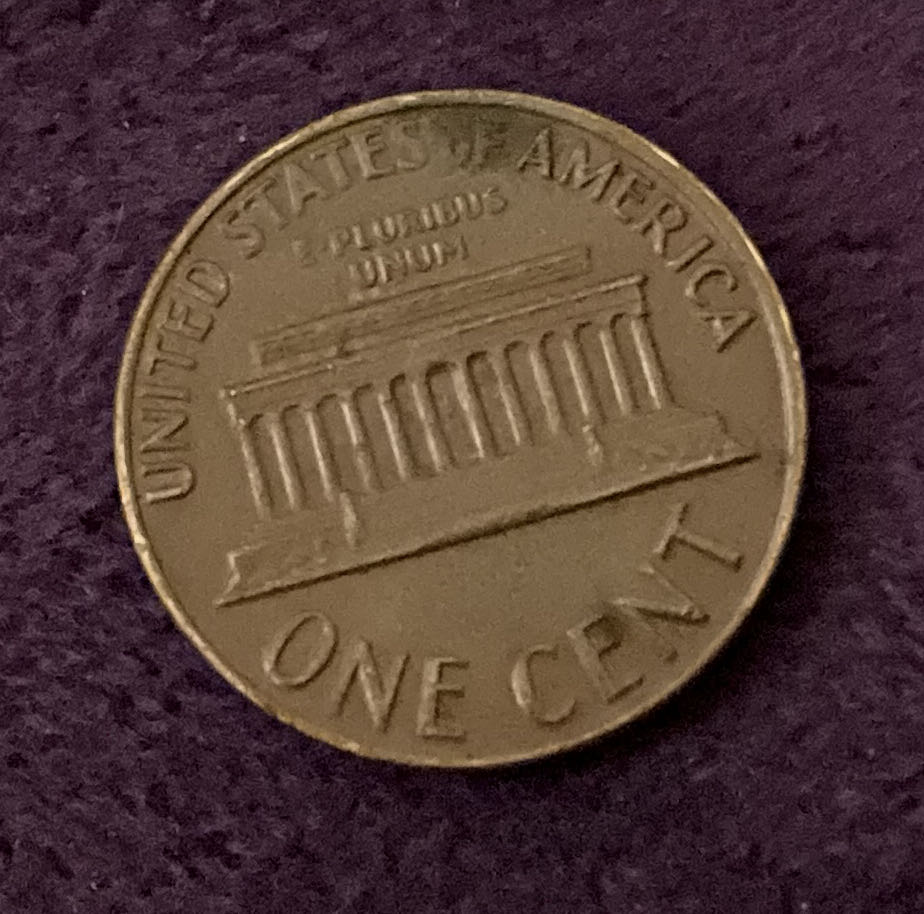 UNITED STATES OF AMERICA
E PLURIBUS
UNUM
ONE CENT